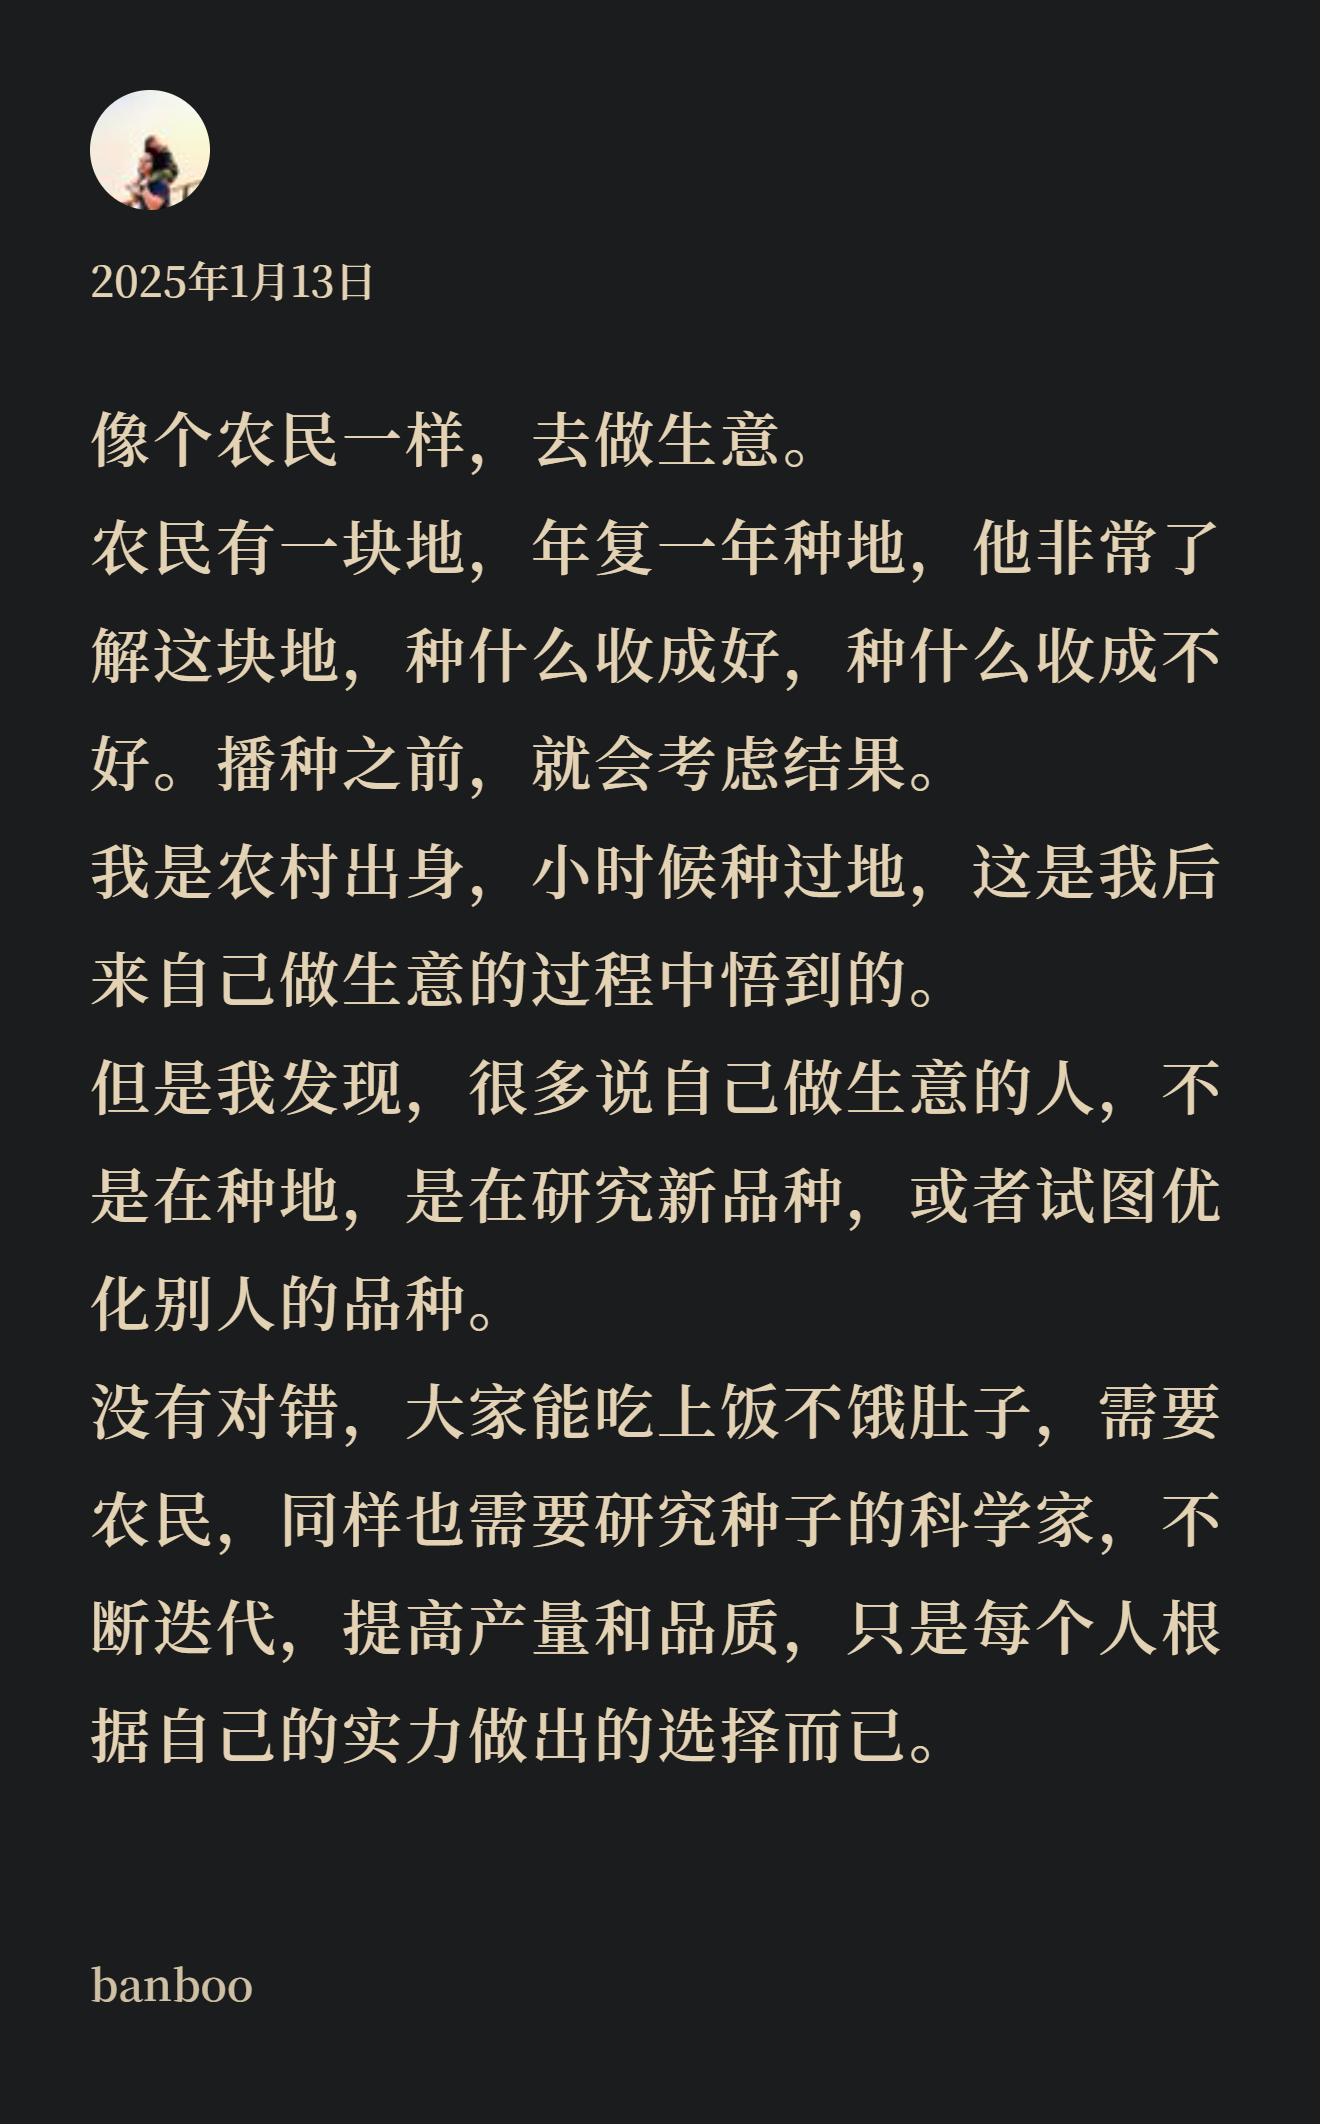 2025年1月13日
像个农民一样，去做生意。
农民有一块地，年复一年种地，他非常了
解这块地，种什么收成好，种什么收成不
好。播种之前，就会考虑结果。
我是农村出身，小时候种过地，这是我后
来自己做生意的过程中悟到的。
但是我发现，很多说自己做生意的人，不
是在种地，是在研究新品种，或者试图优
化别人的品种。
没有对错，大家能吃上饭不饿肚子，需要
农民，同样也需要研究种子的科学家，不
断迭代，提高产量和品质，只是每个人根
据自己的实力做出的选择而已。
banboo